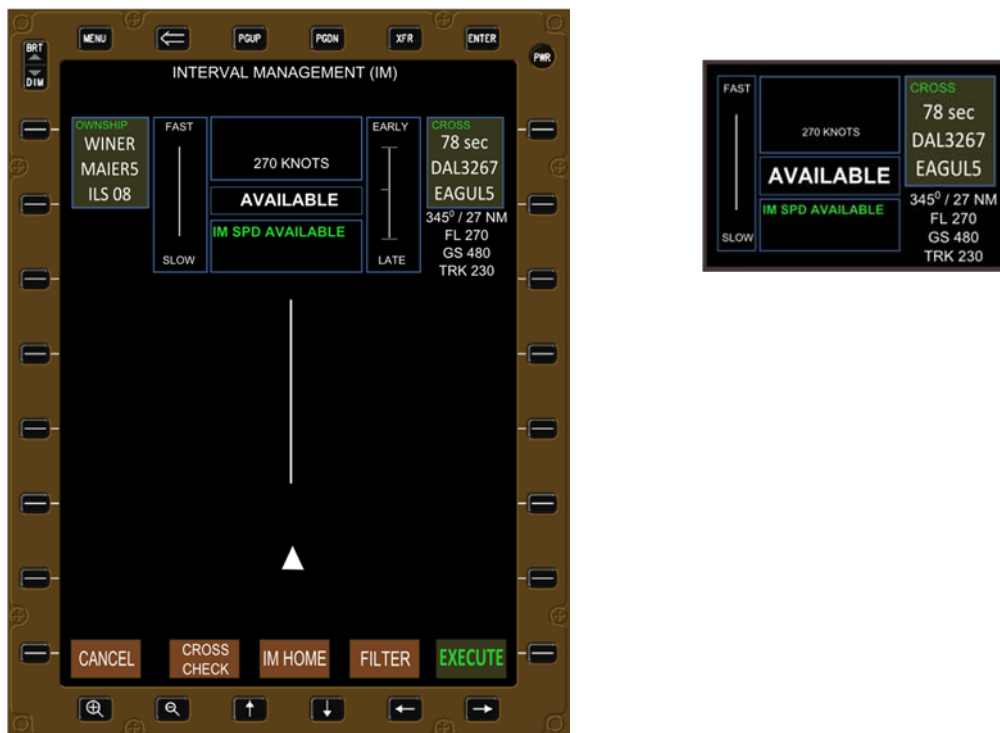 MENU
PGUP
PGDN
XFR
ENTER
BRT
DIM
PWR
INTERVAL MANAGEMENT (IM)
OWNSHIP
WINER
MAIER5
ILS 08
FAST
SLOW
270 KNOTS
AVAILABLE
IM SPD AVAILABLE
EARLY
LATE
CROSS
78 sec
DAL3267
EAGUL5
345⁰ / 27 NM
FL 270
GS 480
TRK 230
CANCEL
CROSS
CHECK
IM HOME
FILTER
EXECUTE
FAST
SLOW
270 KNOTS
AVAILABLE
IM SPD AVAILABLE
CROSS
78 sec
DAL3267
EAGUL5
345⁰ / 27 NM
FL 270
GS 480
TRK 230